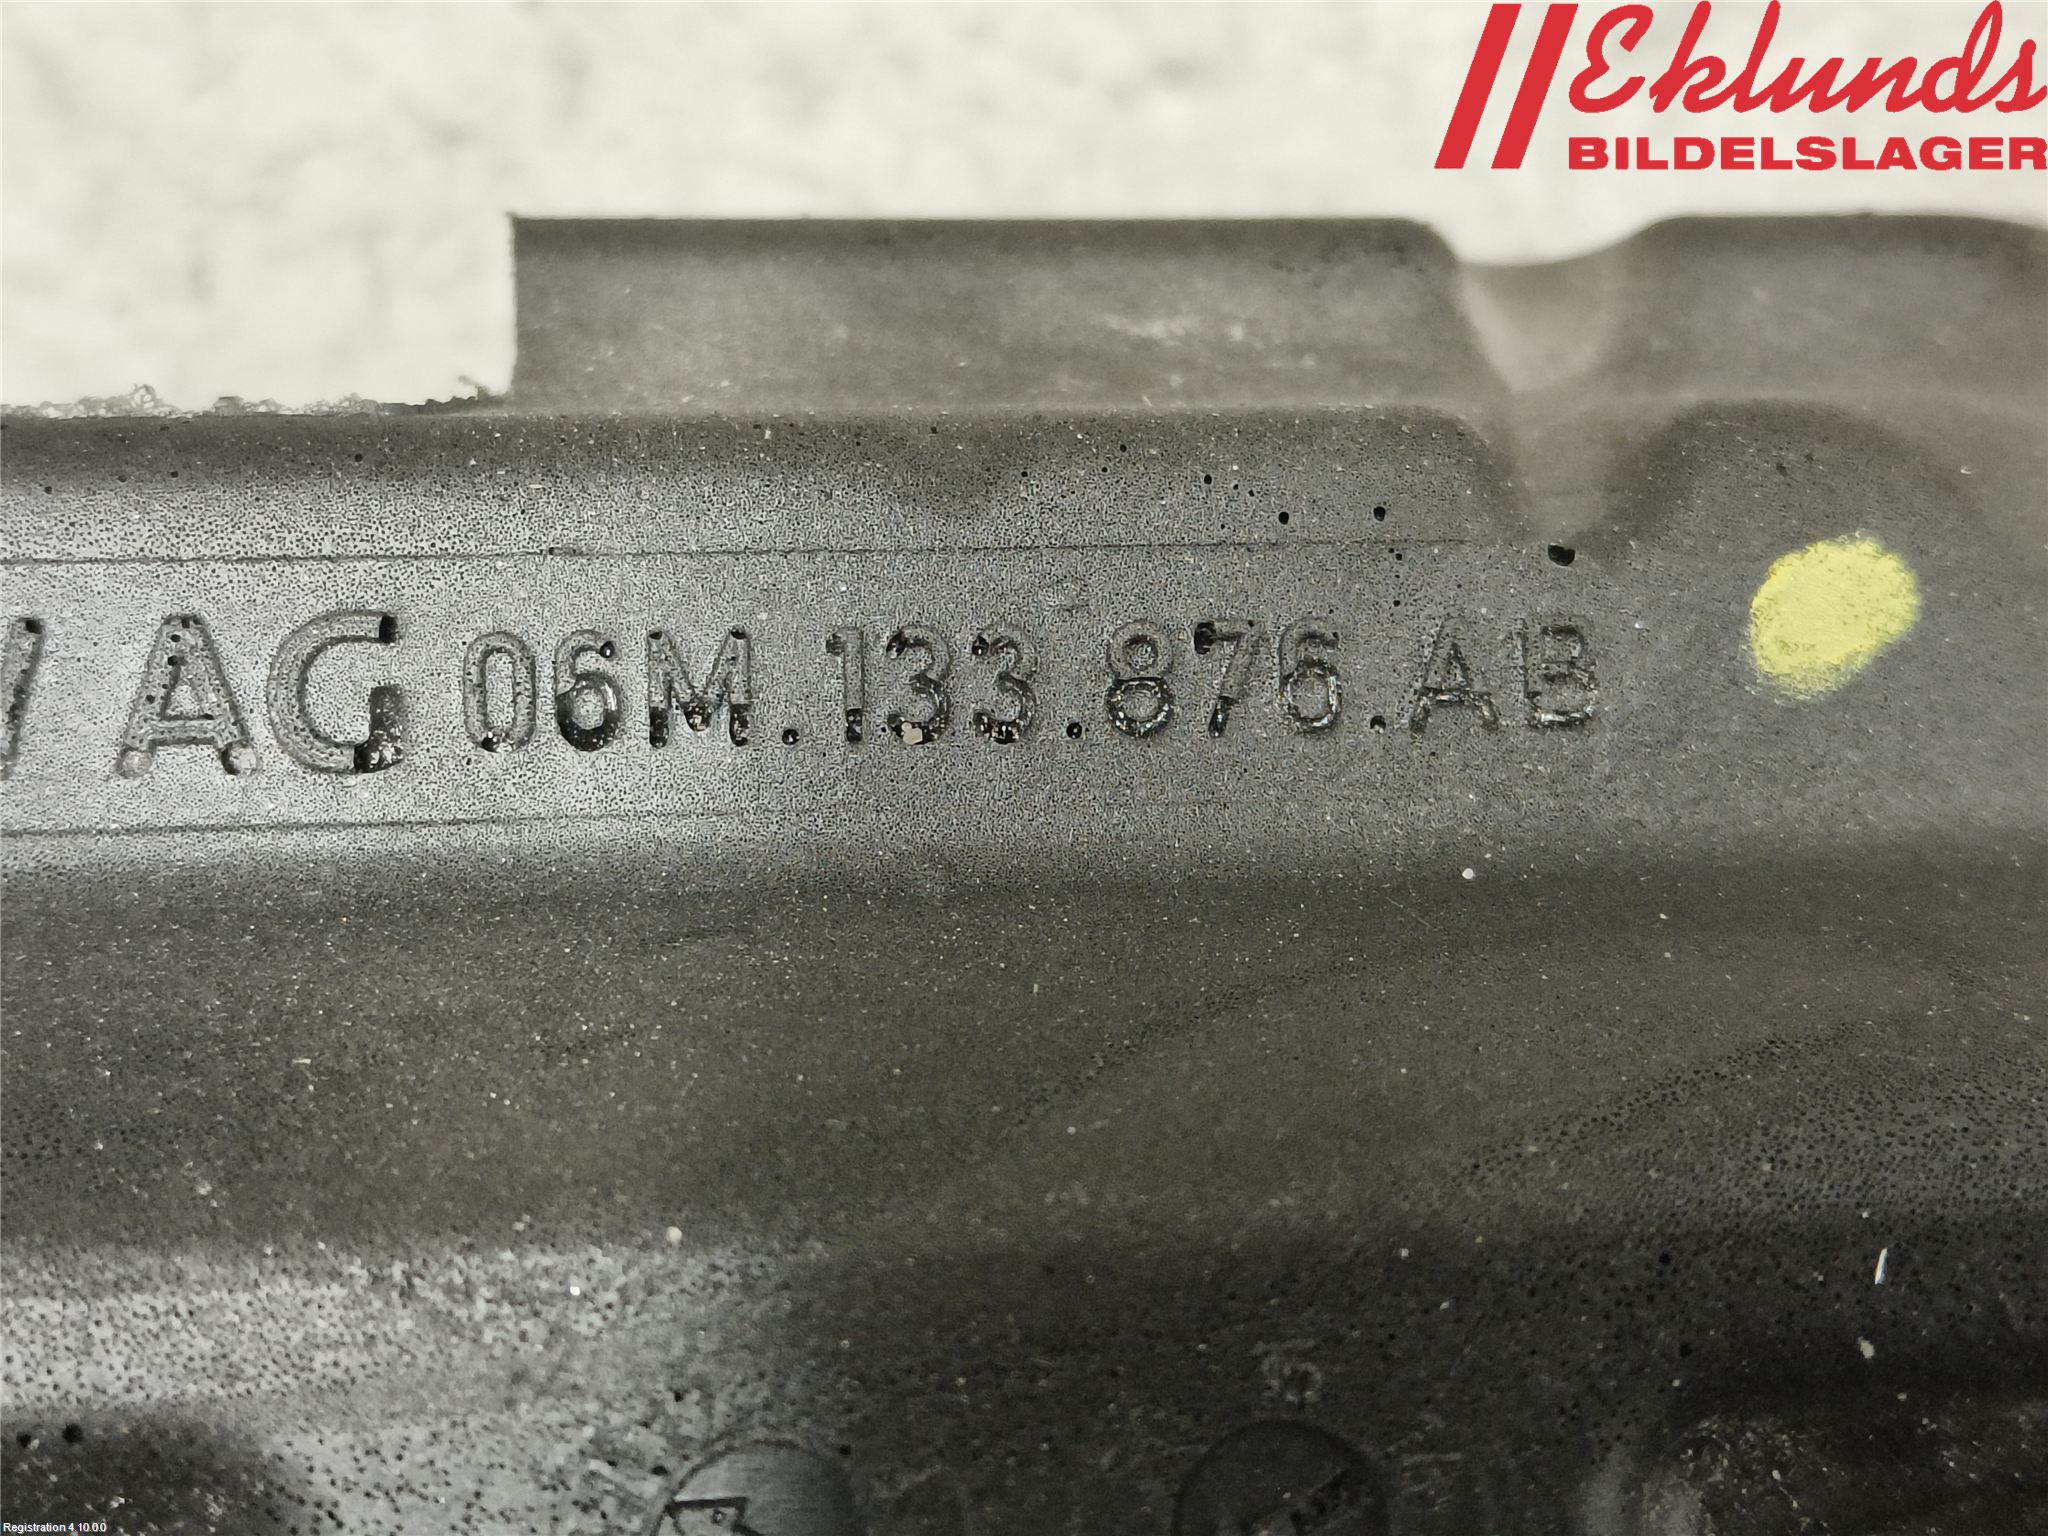 Eklunds
BILDELSLAGER
AG 06M.133.876.AB
Registration 4.10.0.0